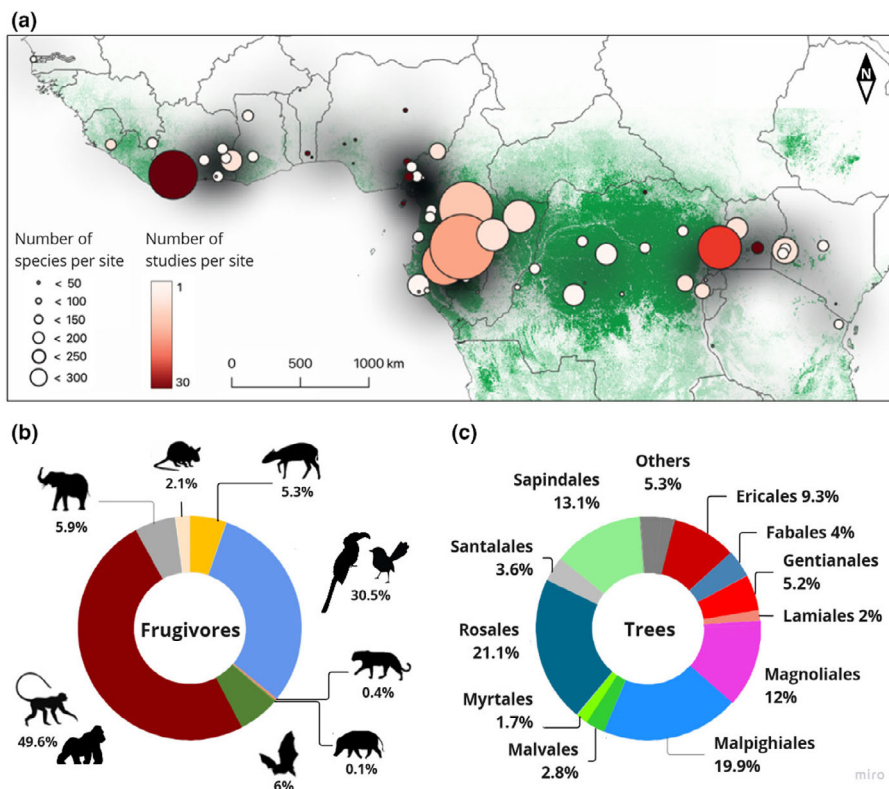 (a)
N
Number of
species per site
< 50
< 100
< 150
< 200
< 250
< 300
Number of
studies per site
1
30
0 1000 km
(b)
2.1%
5.3%
5.9%
30.5%
Frugivores
0.4%
49.6%
0.1%
6%
(c)
Others
5.3%
Sapindales
13.1%
Ericales 9.3%
Fabales 4%
Santalales
3.6%
Gentianales
5.2%
Lamiales 2%
Rosales
21.1%
Trees
Magnoliales
12%
Myrtales
1.7%
Malvales
2.8%
Malpighiales
19.9%
miro